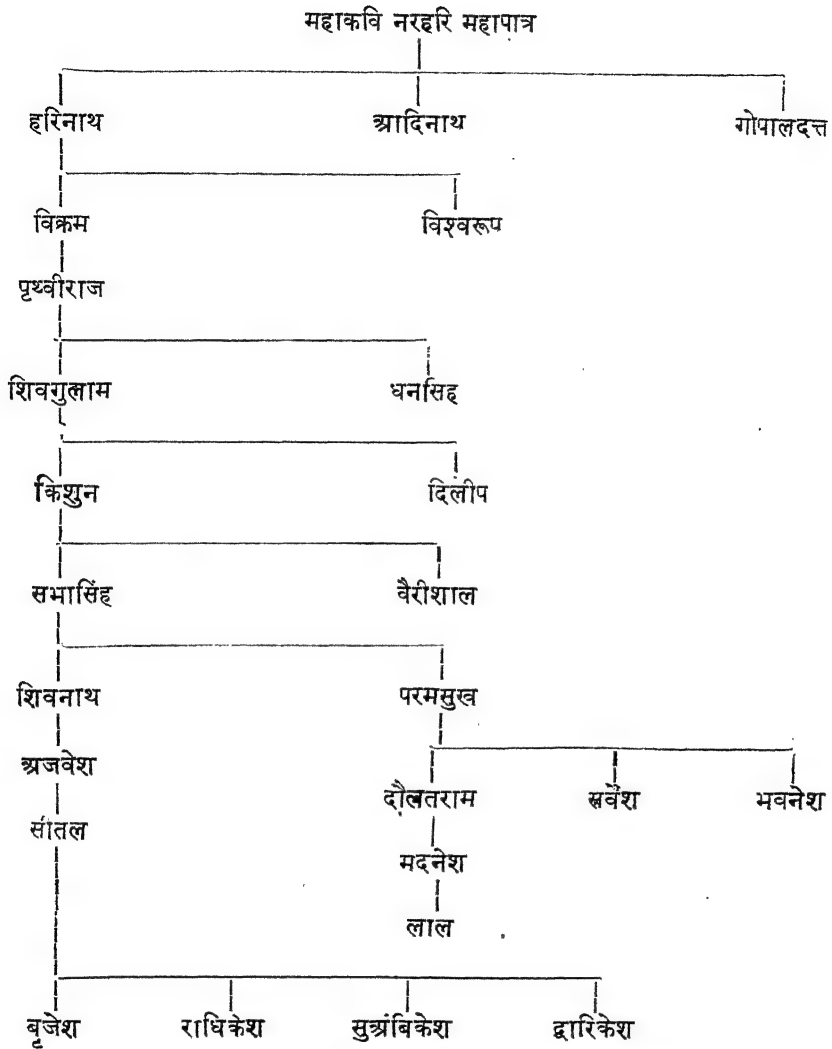 महाकवि नरहरि महापात्र
हरिनाथ आदिनाथ गोपालदत्त
विक्रम विश्वरूप
पृथ्वीराज
शिवगुलाम धनसिह
किशुन दिलीप
सभासिंह वैरीशाल
शिवनाथ परमसुख
अजवेश दौलतराम सर्वेश भवनेश
सीतल मदनेश
लाल
बृजेश राधिकेश सुअंबिकेश द्वारिकेश